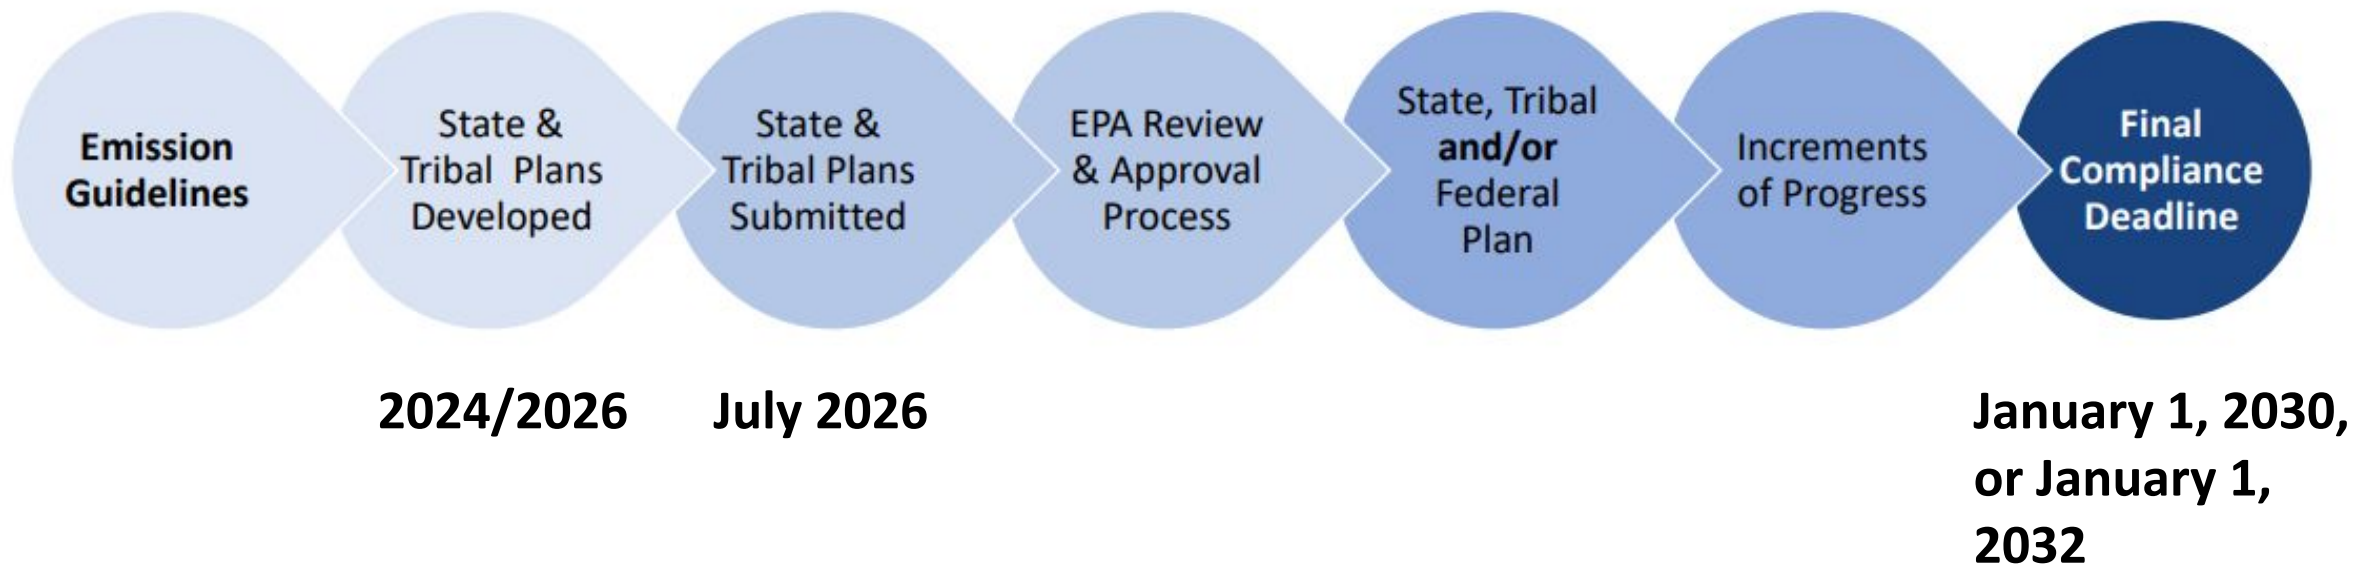 Emission
Guidelines
State &
Tribal Plans
Developed
State &
Tribal Plans
Submitted
EPA Review
& Approval
Process
State, Tribal
and/or
Federal
Plan
Increments
of Progress
Final
Compliance
Deadline
2024/2026
July 2026
January 1, 2030,
or January 1,
2032